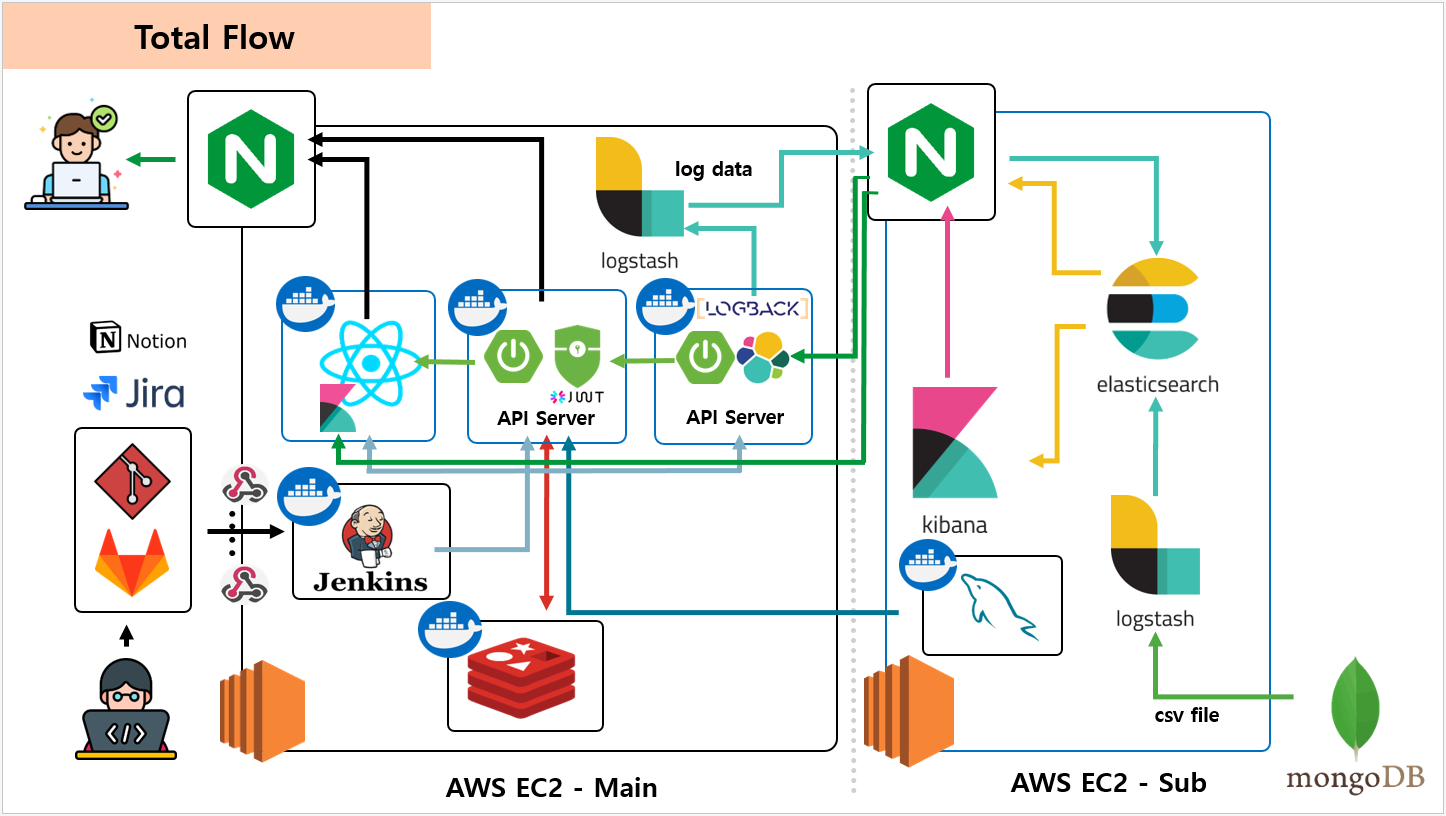 Total Flow
N
N
log data
logstash
LOGBACK
N Notion
Jira
JWT
API Server
API Server
elasticsearch
kibana
Jenkins
logstash
csv file
</>
mongoDB
AWS EC2 - Main
AWS EC2 - Sub